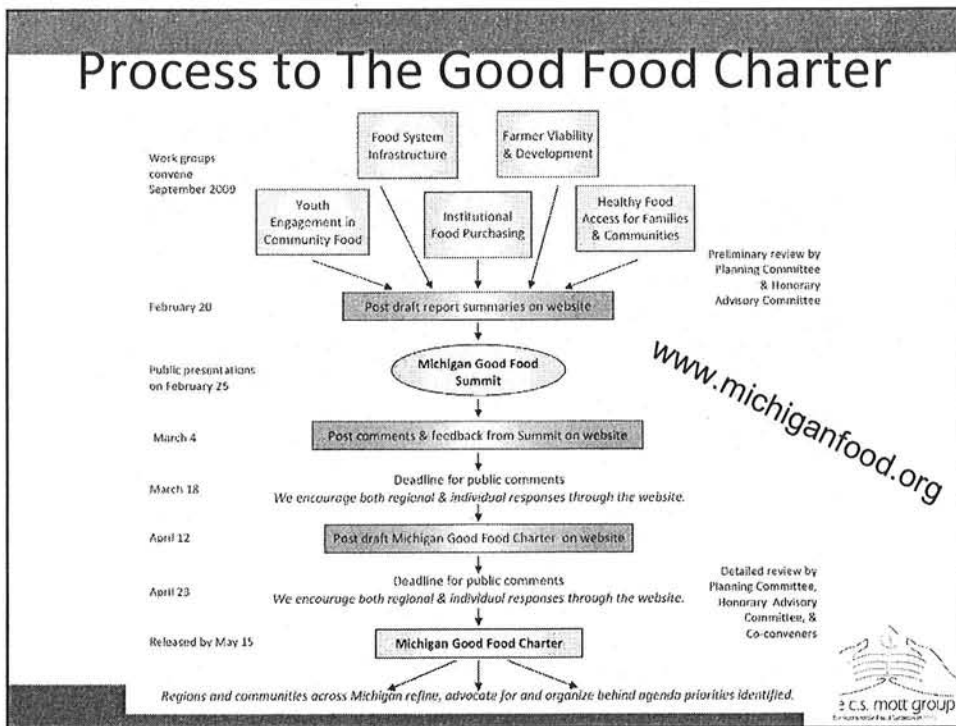 Process to The Good Food Charter
Work groups
convene
September 2009
Food System
Infrastructure
Farmer Viability
& Development
Youth
Engagement in
Community Food
Institutional
Food Purchasing
Healthy Food
Access for Families
& Communities
Preliminary review by
Planning Committee
& Honorary
Advisory Committee
February 20
Post draft report summaries on website
Public presentations
on February 25
Michigan Good Food
Summit
www.michiganfood.org
March 4
Post comments & feedback from Summit on website
March 18
Deadline for public comments
We encourage both regional & individual responses through the website.
April 12
Post draft Michigan Good Food Charter on website
April 23
Deadline for public comments
We encourage both regional & individual responses through the website.
Detailed review by
Planning Committee,
Honorary Advisory
Committee, &
Co-conveners
Released by May 15
Michigan Good Food Charter
Regions and communities across Michigan refine, advocate for and organize behind agenda priorities identified.
c.s. mott group